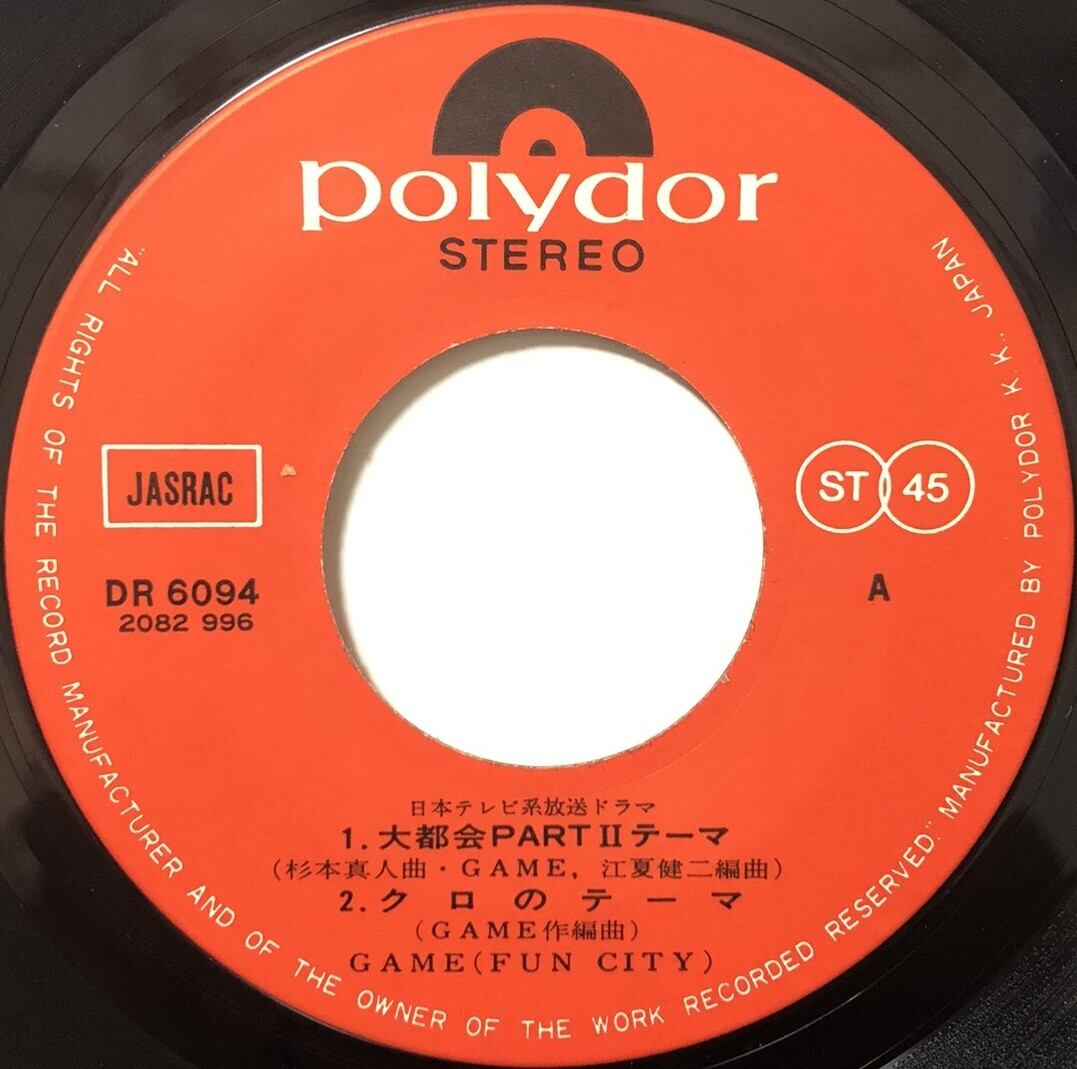 polydor
STEREO
JASRAC
ST 45
DR 6094
2082 996
A
日本テレビ系放送ドラマ
1. 大都会PART IIテーマ
(杉本真人曲・GAME, 江夏健二編曲)
2. クロのテーマ
(GAME作編曲)
GAME(FUN CITY)
"ALL RIGHTS OF THE RECORD MANUFACTURER AND OF THE OWNER OF THE WORK RECORDED RESERVED." MANUFACTURED BY POLYDOR K.K., JAPAN